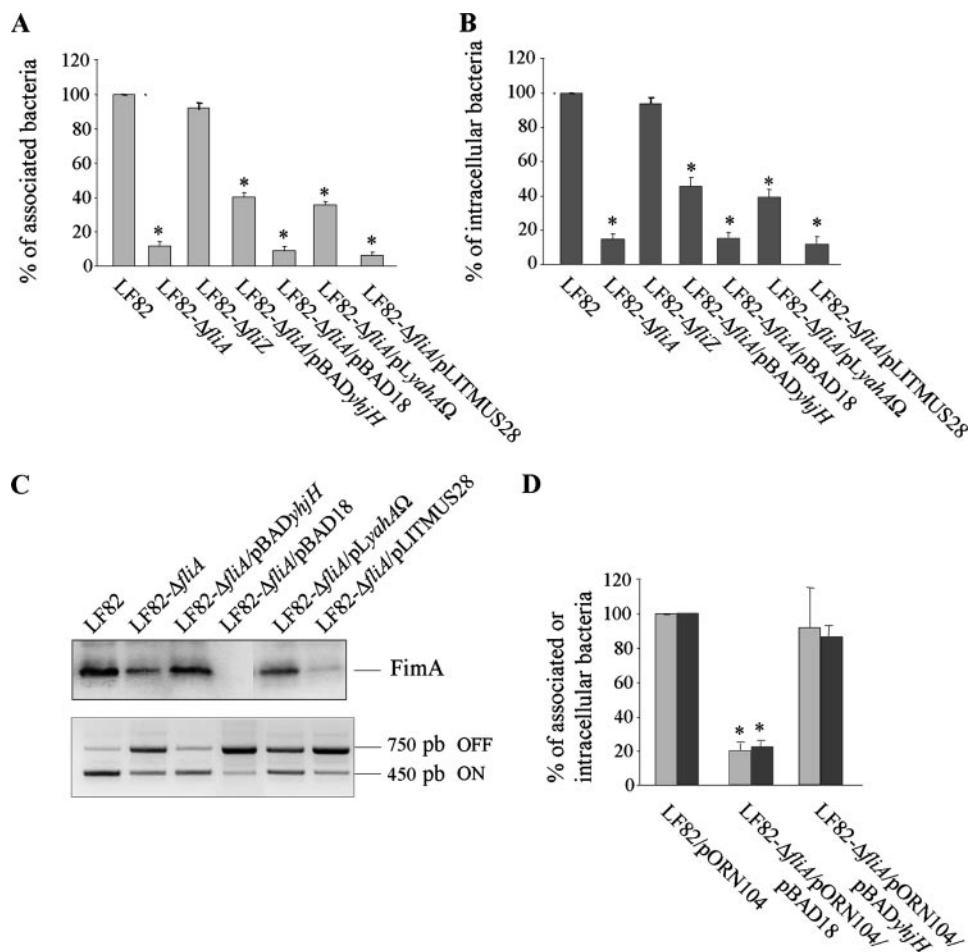 A
% of associated bacteria
120
100
80
60
40
20
0
*
*
*
*
*
LF82
LF82-ΔfliA
LF82-ΔfliZ
LF82-ΔfliA/pBADyhjH
LF82-ΔfliA/pBAD18
LF82-ΔfliA/pLyahAΩ
LF82-ΔfliA/pLITMUS28
B
% of intracellular bacteria
120
100
80
60
40
20
0
*
*
*
*
*
LF82
LF82-ΔfliA
LF82-ΔfliZ
LF82-ΔfliA/pBADyhjH
LF82-ΔfliA/pBAD18
LF82-ΔfliA/pLyahAΩ
LF82-ΔfliA/pLITMUS28
C
LF82
LF82-ΔfliA
LF82-ΔfliA/pBADyhjH
LF82-ΔfliA/pBAD18
LF82-ΔfliA/pLyahAΩ
LF82-ΔfliA/pLITMUS28
FimA
750 pb OFF
450 pb ON
D
% of associated or
intracellular bacteria
120
100
80
60
40
20
0
* *
LF82/pORN104
LF82-ΔfliA/pORN104/
pBAD18
LF82-ΔfliA/pORN104/
pBADyhjH